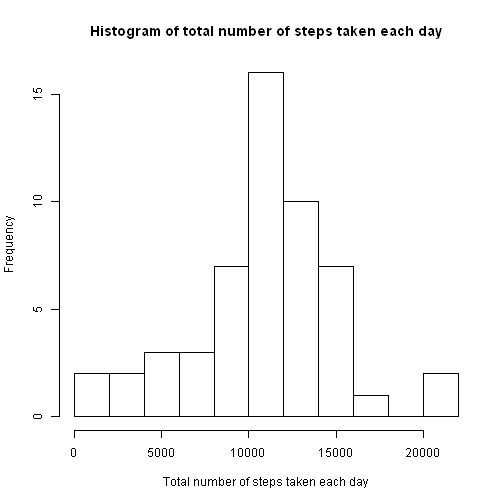 Histogram of total number of steps taken each day
15
10
5
0
Frequency
0 5000 10000 15000 20000
Total number of steps taken each day